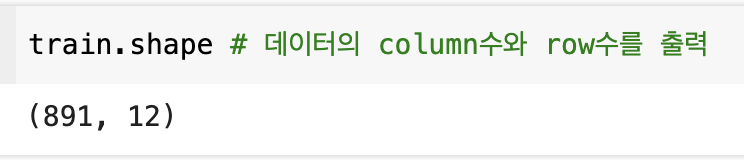 train.shape # 데이터의 column수와 row수를 출력
(891, 12)